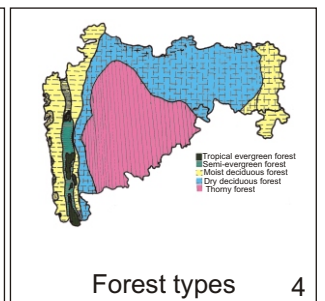 Tropical evergreen forest
Semi-evergreen forest
Moist deciduous forest
Dry deciduous forest
Thorny forest
Forest types 4